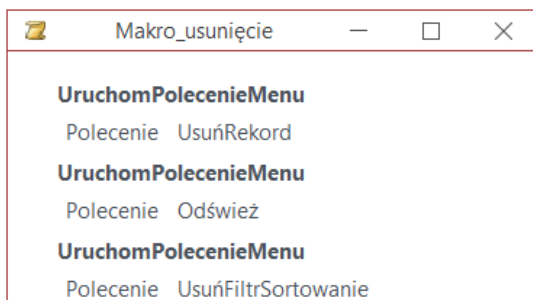 Makro_usunięcie
UruchomPolecenieMenu
Polecenie UsuńRekord
UruchomPolecenieMenu
Polecenie Odśwież
UruchomPolecenieMenu
Polecenie UsuńFiltrSortowanie